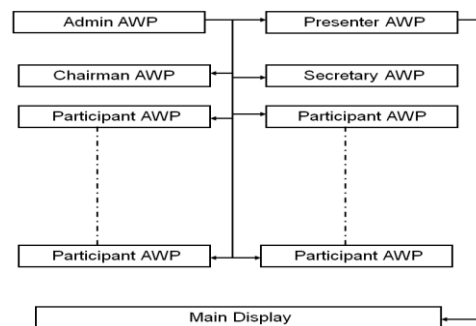 Admin AWP
Presenter AWP
Chairman AWP
Secretary AWP
Participant AWP
Participant AWP
Participant AWP
Participant AWP
Main Display